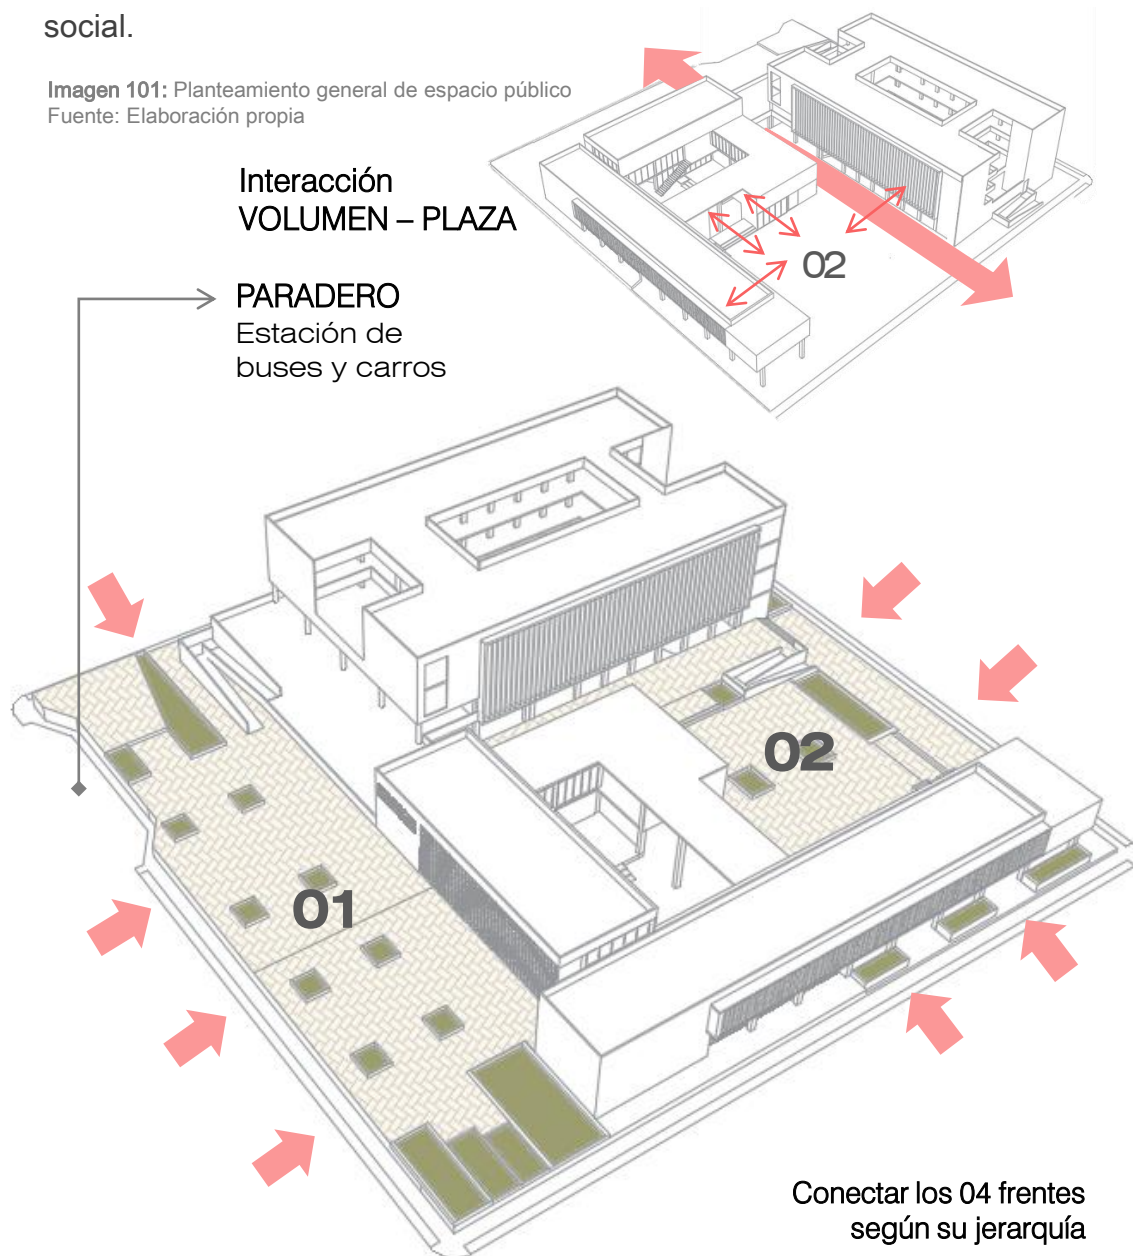 social.
Imagen 101: Planteamiento general de espacio público
Fuente: Elaboración propia
Interacción
VOLUMEN – PLAZA
02
PARADERO
Estación de
buses y carros
02
01
Conectar los 04 frentes
según su jerarquía